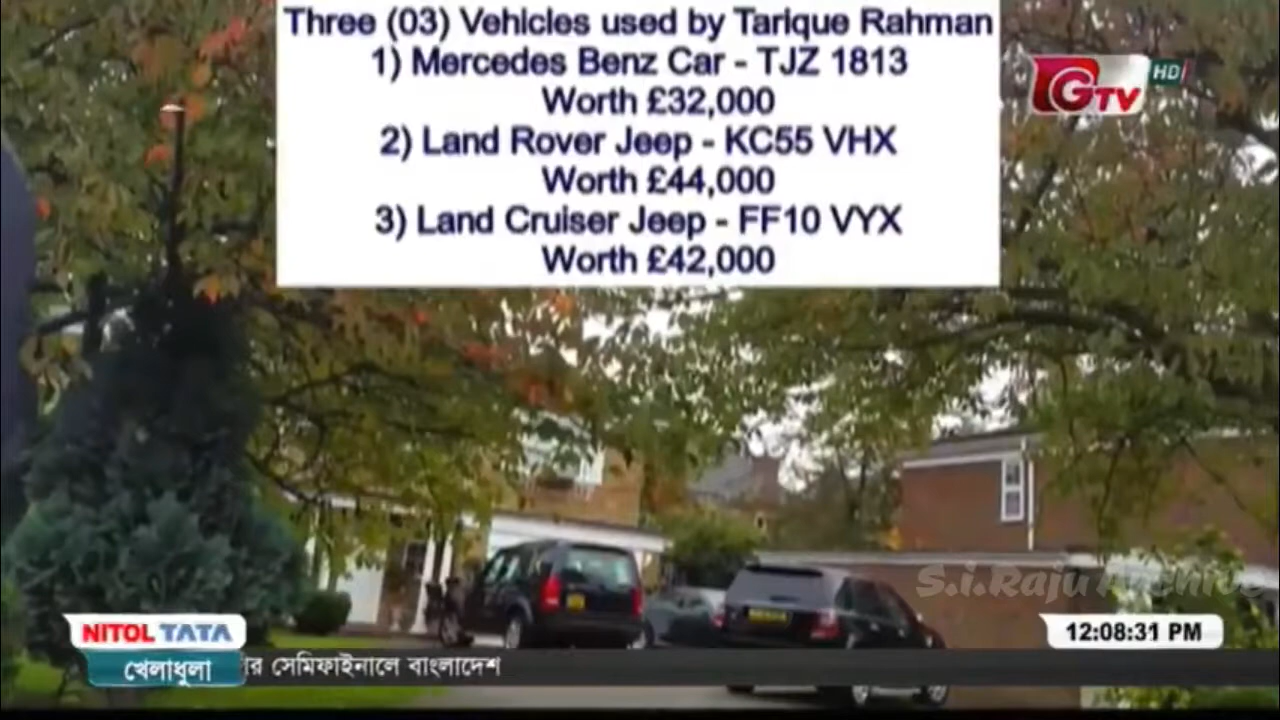 Three (03) Vehicles used by Tarique Rahman
1) Mercedes Benz Car - TJZ 1813
Worth £32,000
2) Land Rover Jeep - KC55 VHX
Worth £44,000
3) Land Cruiser Jeep - FF10 VYX
Worth £42,000
GTV HD
S.i.Raju Archive
NITOL TATA
12:08:31 PM
খেলাধুলা
সেমিফাইনালে বাংলাদেশ